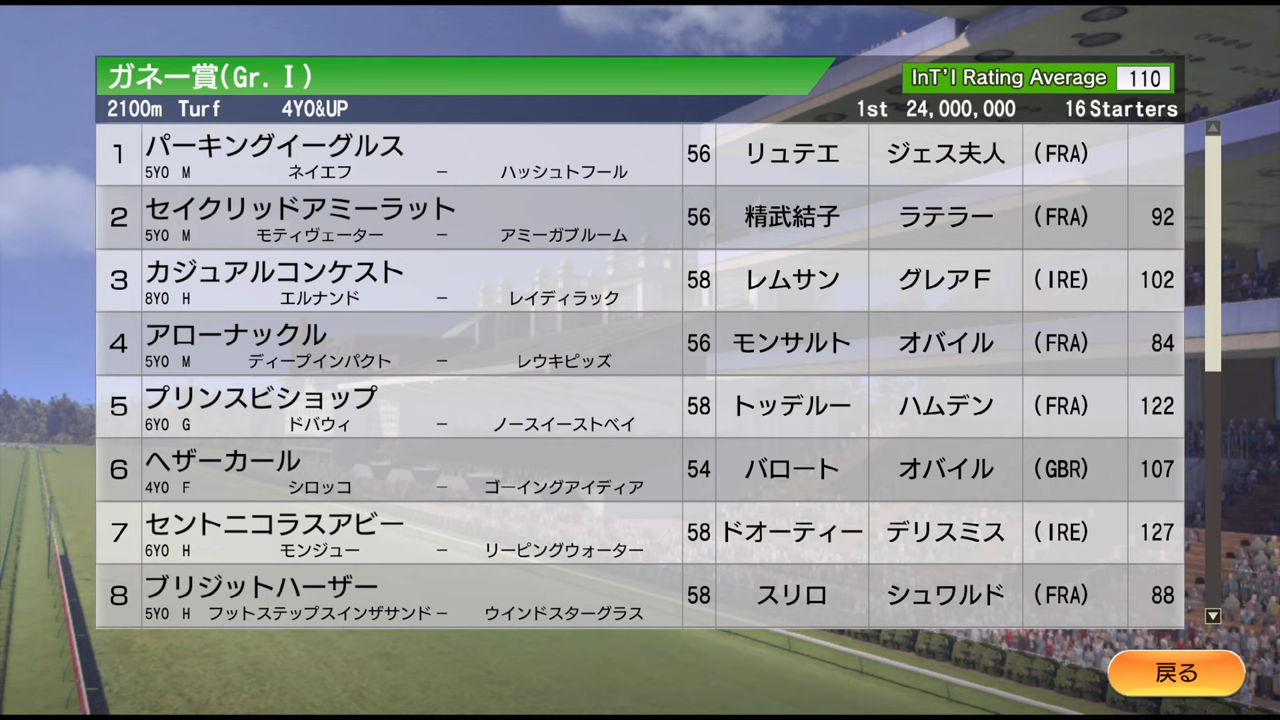 ガネー賞(Gr.Ⅰ) InT'l Rating Average 110
2100m Turf 4YO&UP 1st 24,000,000 16Starters
1 パーキングイーグルス 56 リュテエ ジェス夫人 (FRA)
5YO M ネイエフ － ハッシュトフール
2 セイクリッドアミーラット 56 精武結子 ラテラー (FRA) 92
5YO M モティヴェーター － アミーガブルーム
3 カジュアルコンケスト 58 レムサン グレアF (IRE) 102
8YO H エルナンド － レイディラック
4 アローナックル 56 モンサルト オバイル (FRA) 84
5YO M ディープインパクト － レウキピッズ
5 プリンスビショップ 58 トッデルー ハムデン (FRA) 122
6YO G ドバウィ － ノースイーストベイ
6 ヘザーカール 54 バロート オバイル (GBR) 107
4YO F シロッコ － ゴーイングアイディア
7 セントニコラスアビー 58 ドオーティー デリスミス (IRE) 127
6YO H モンジュー － リーピングウォーター
8 ブリジットハーザー 58 スリロ シュワルド (FRA) 88
5YO H フットステップスインザサンド － ウインドスターグラス
戻る